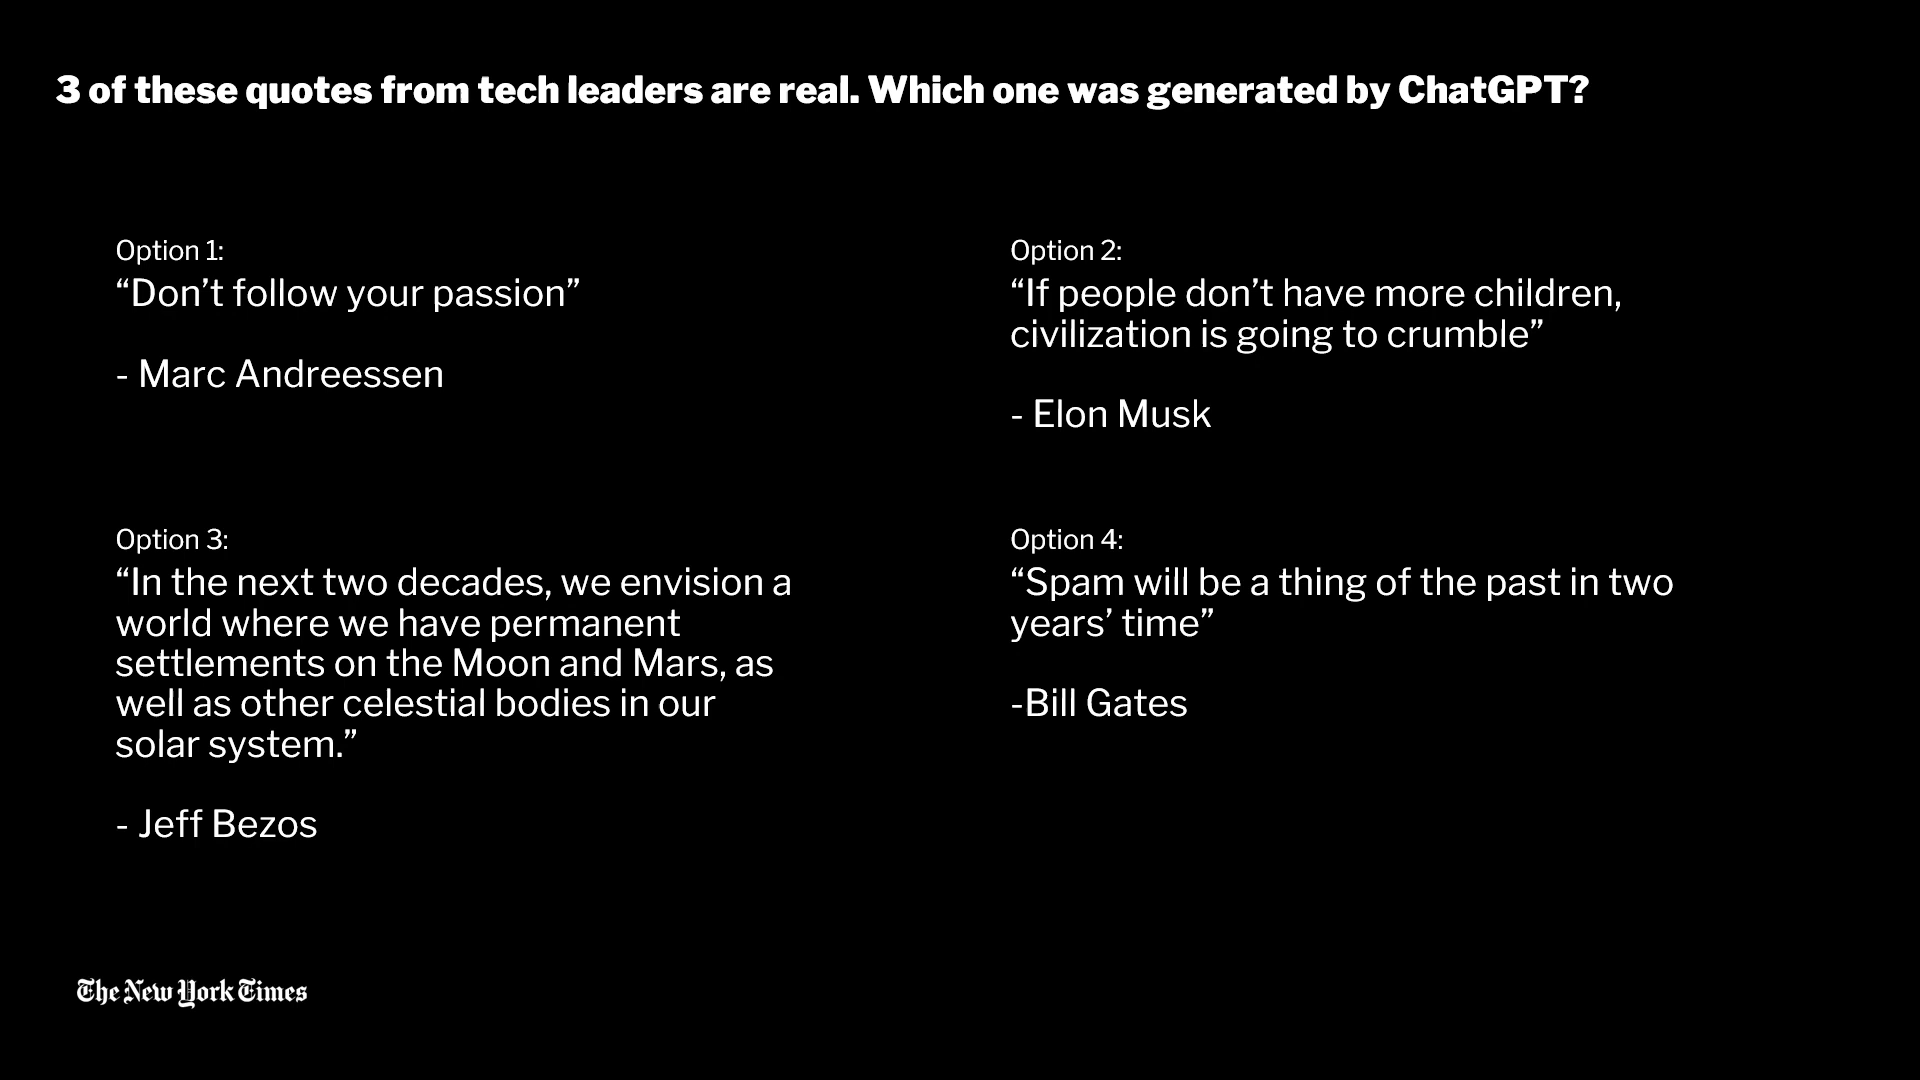 3 of these quotes from tech leaders are real. Which one was generated by ChatGPT?
Option 1:
“Don’t follow your passion”
- Marc Andreessen
Option 2:
“If people don’t have more children,
civilization is going to crumble”
- Elon Musk
Option 3:
“In the next two decades, we envision a
world where we have permanent
settlements on the Moon and Mars, as
well as other celestial bodies in our
solar system.”
- Jeff Bezos
Option 4:
“Spam will be a thing of the past in two
years’ time”
-Bill Gates
The New York Times